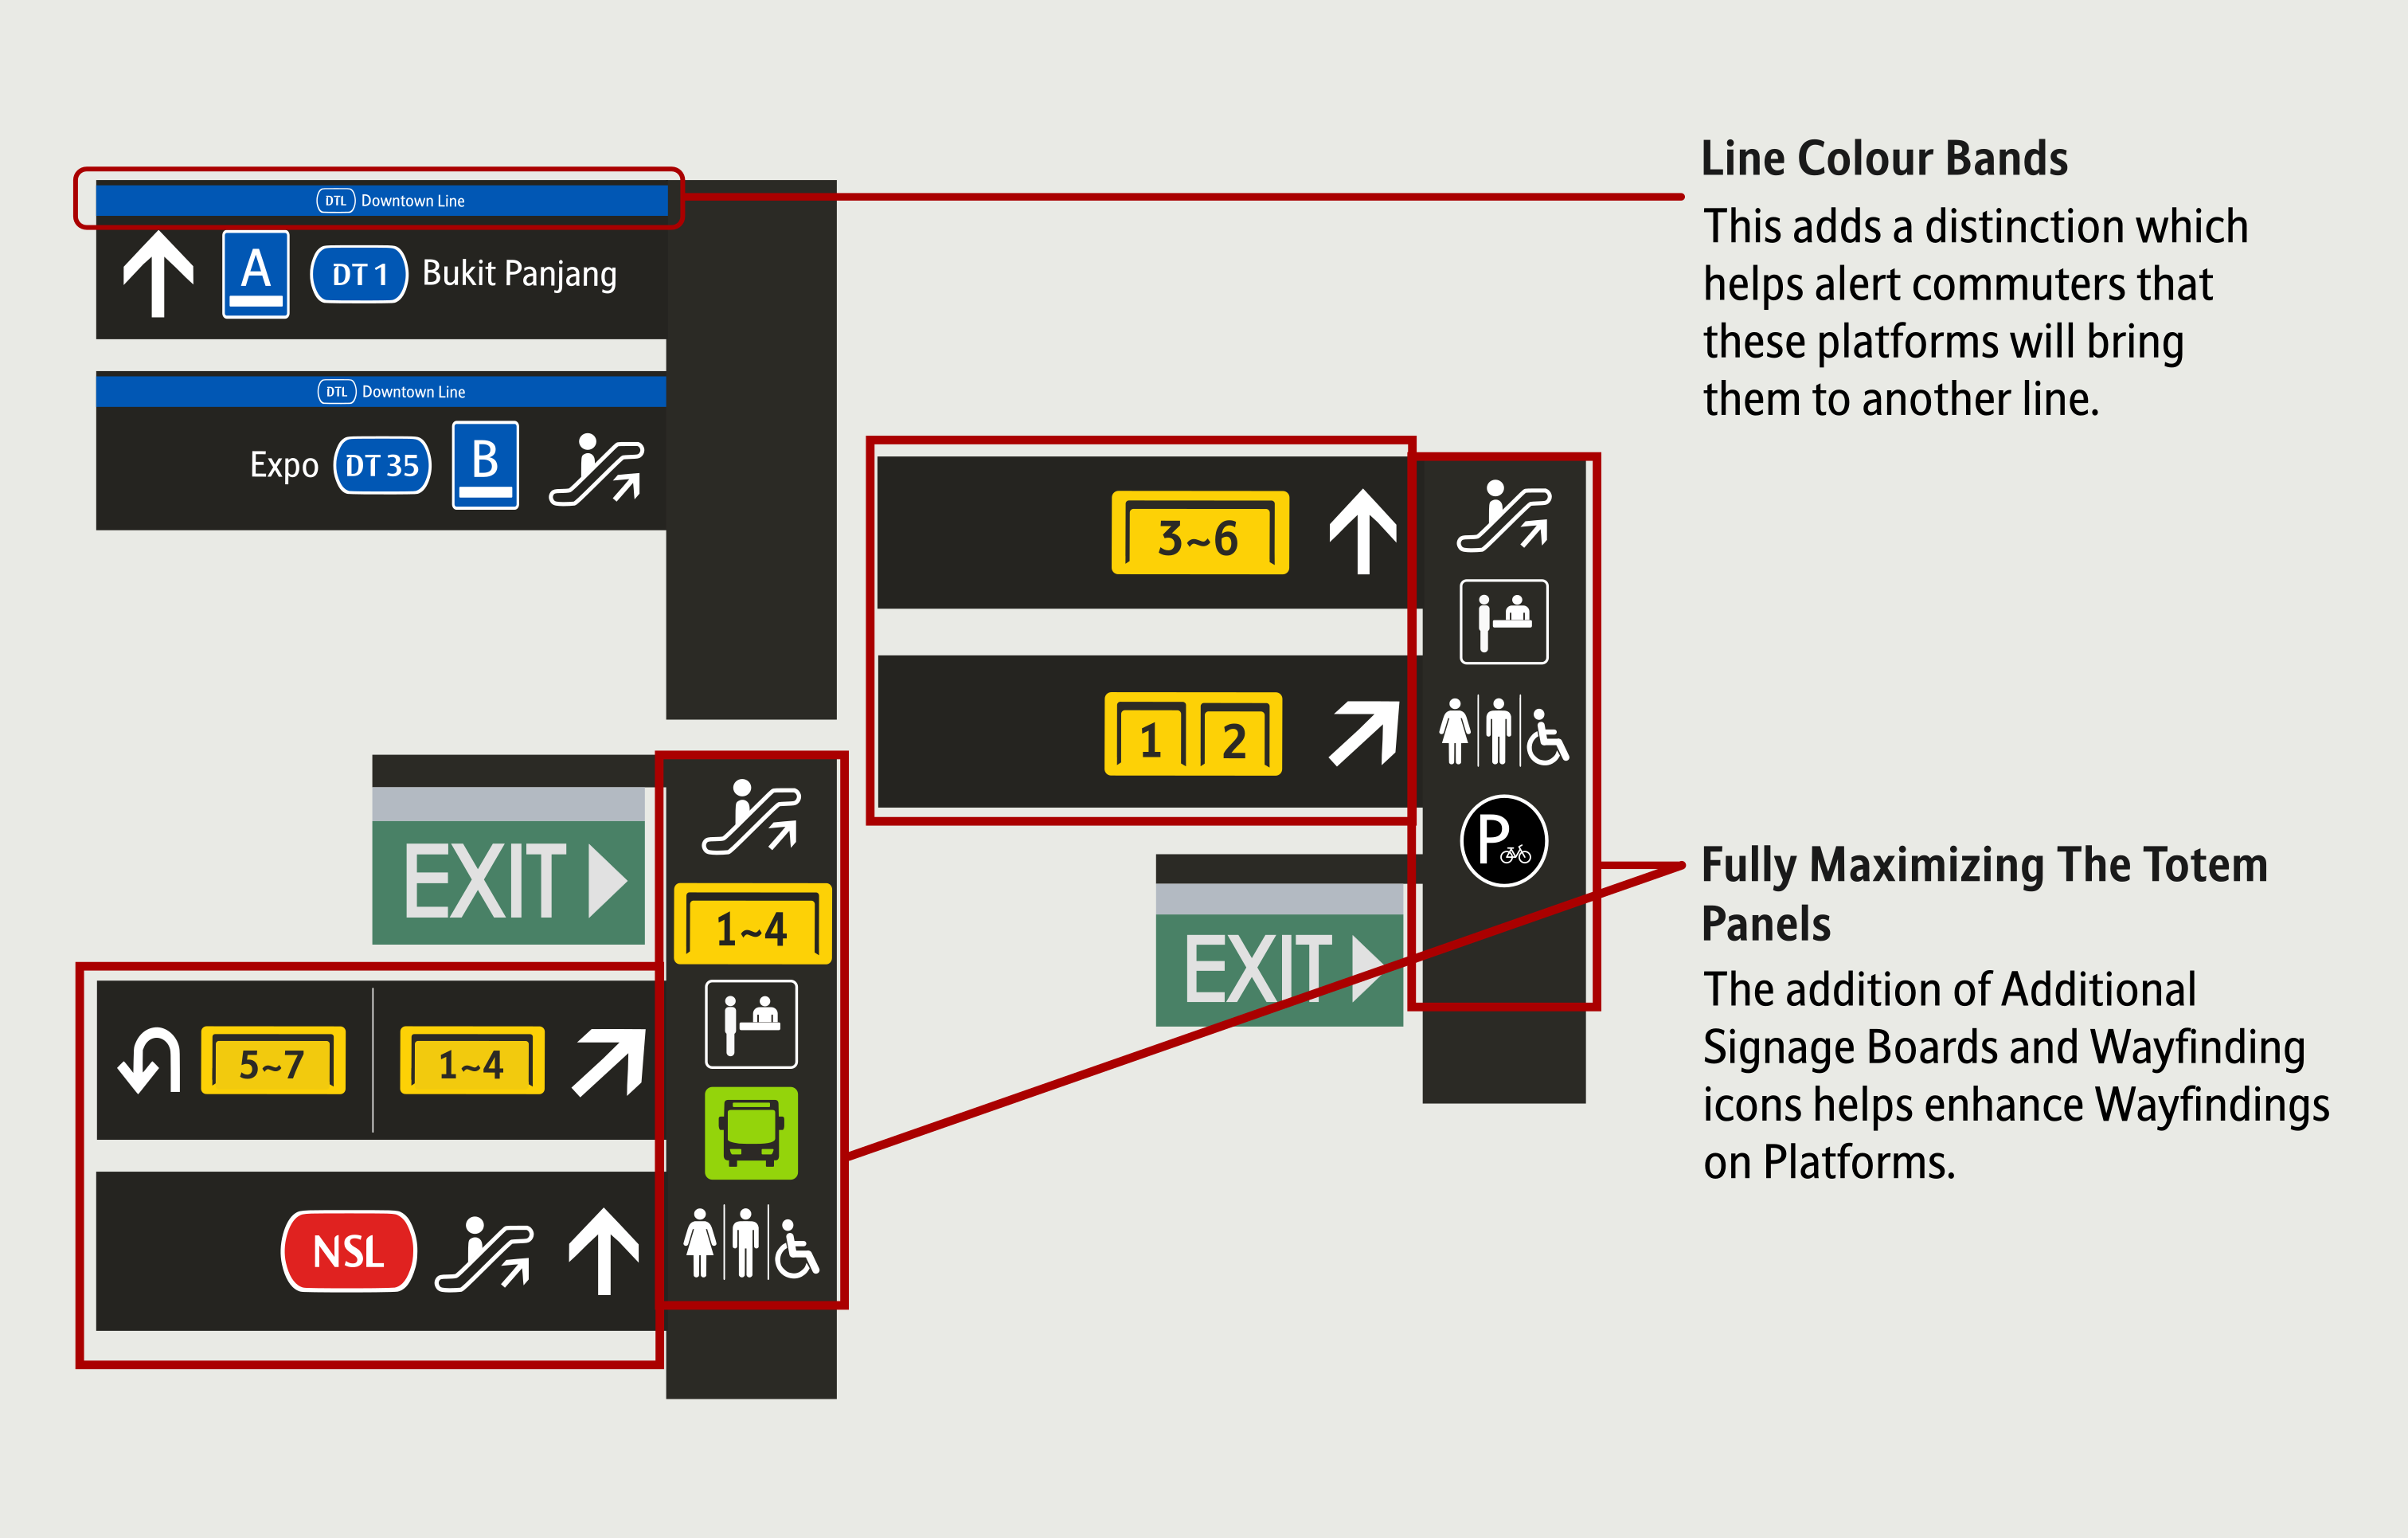 DTL Downtown Line
A DT 1 Bukit Panjang
DTL Downtown Line
Expo DT 35 B
EXIT
1~4
5~7 1~4
NSL
3~6
1 2
P
EXIT
Line Colour Bands
This adds a distinction which
helps alert commuters that
these platforms will bring
them to another line.
Fully Maximizing The Totem
Panels
The addition of Additional
Signage Boards and Wayfinding
icons helps enhance Wayfindings
on Platforms.